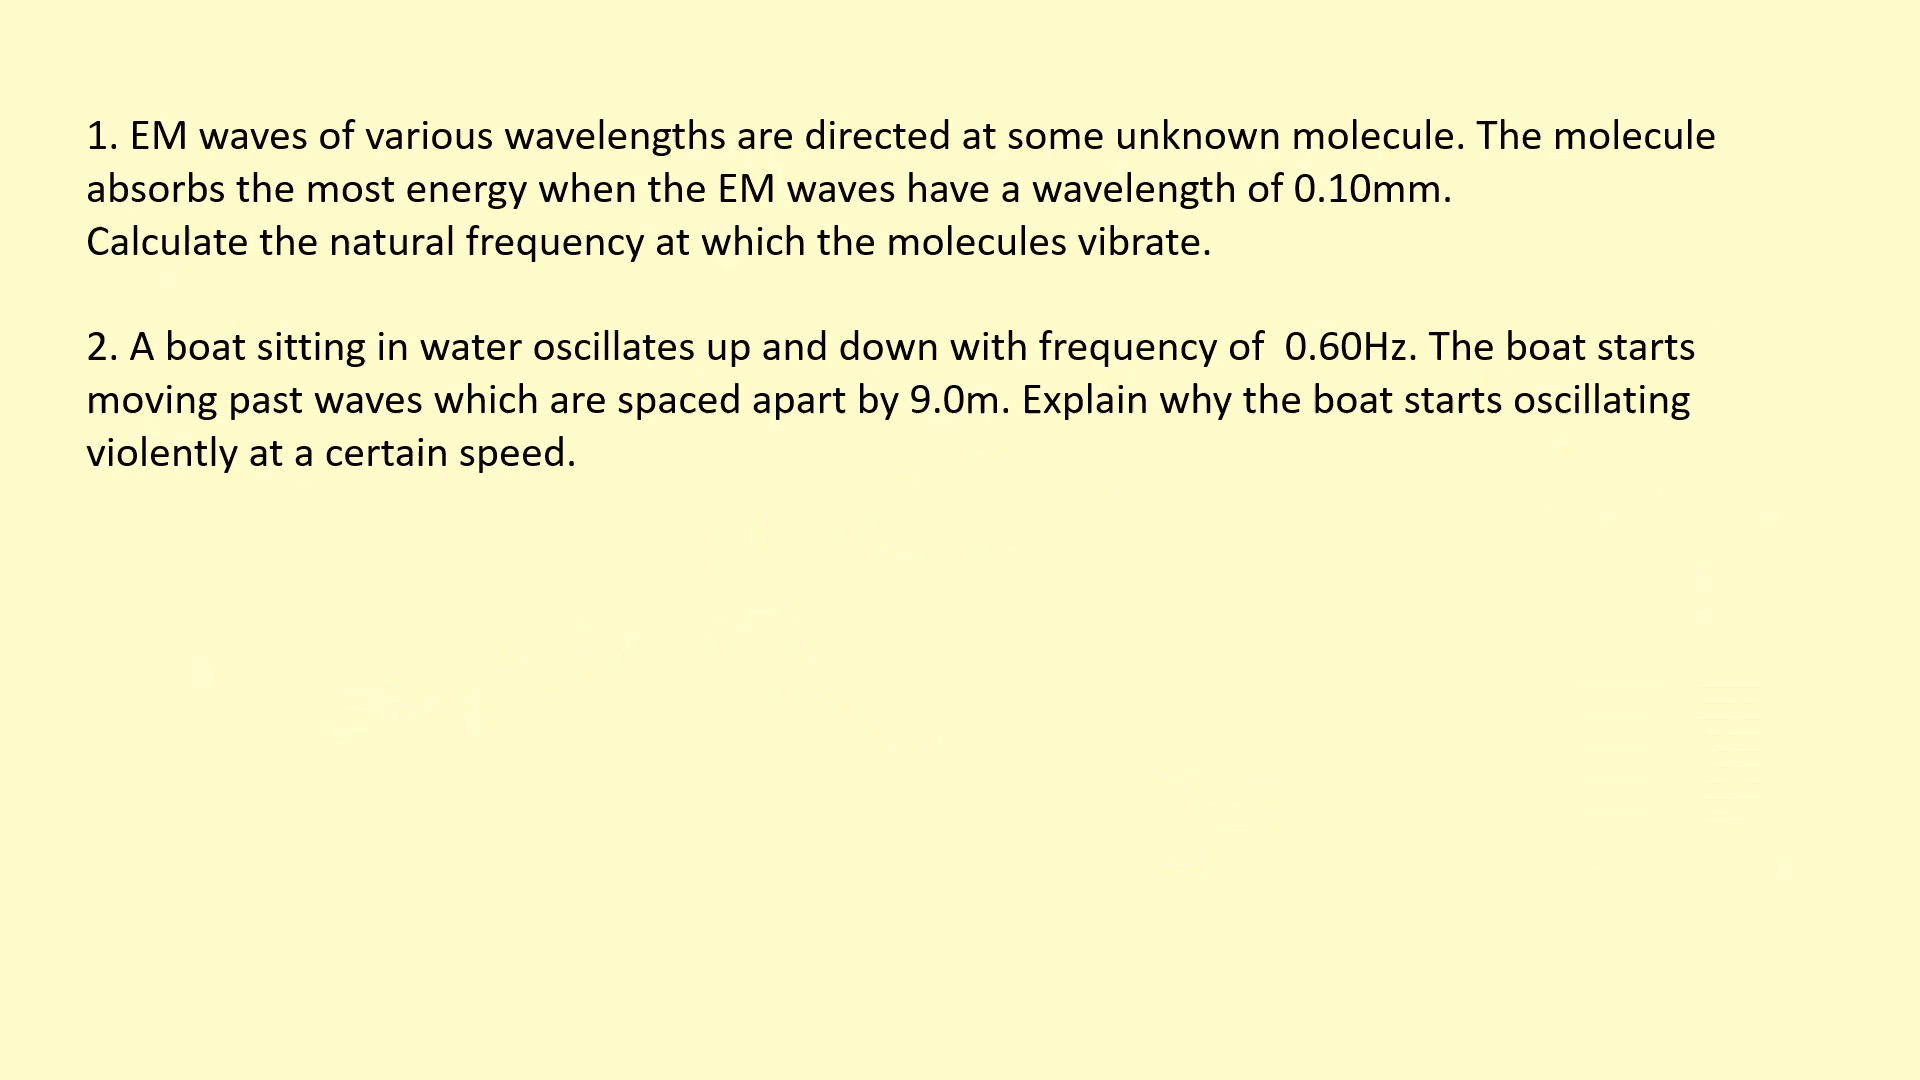 1. EM waves of various wavelengths are directed at some unknown molecule. The molecule
absorbs the most energy when the EM waves have a wavelength of 0.10mm.
Calculate the natural frequency at which the molecules vibrate.
2. A boat sitting in water oscillates up and down with frequency of  0.60Hz. The boat starts
moving past waves which are spaced apart by 9.0m. Explain why the boat starts oscillating
violently at a certain speed.